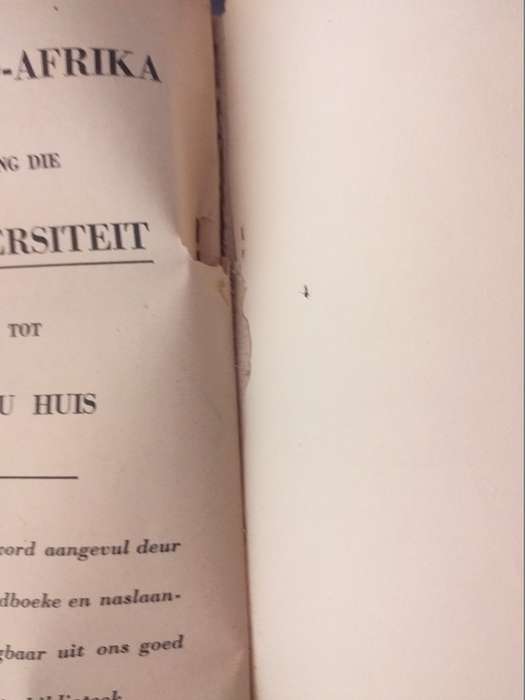 -AFRIKA
NG DIE
ERSITEIT
TOT
U HUIS
ord aangevul deur
dboeke en naslaan-
gbaar uit ons goed